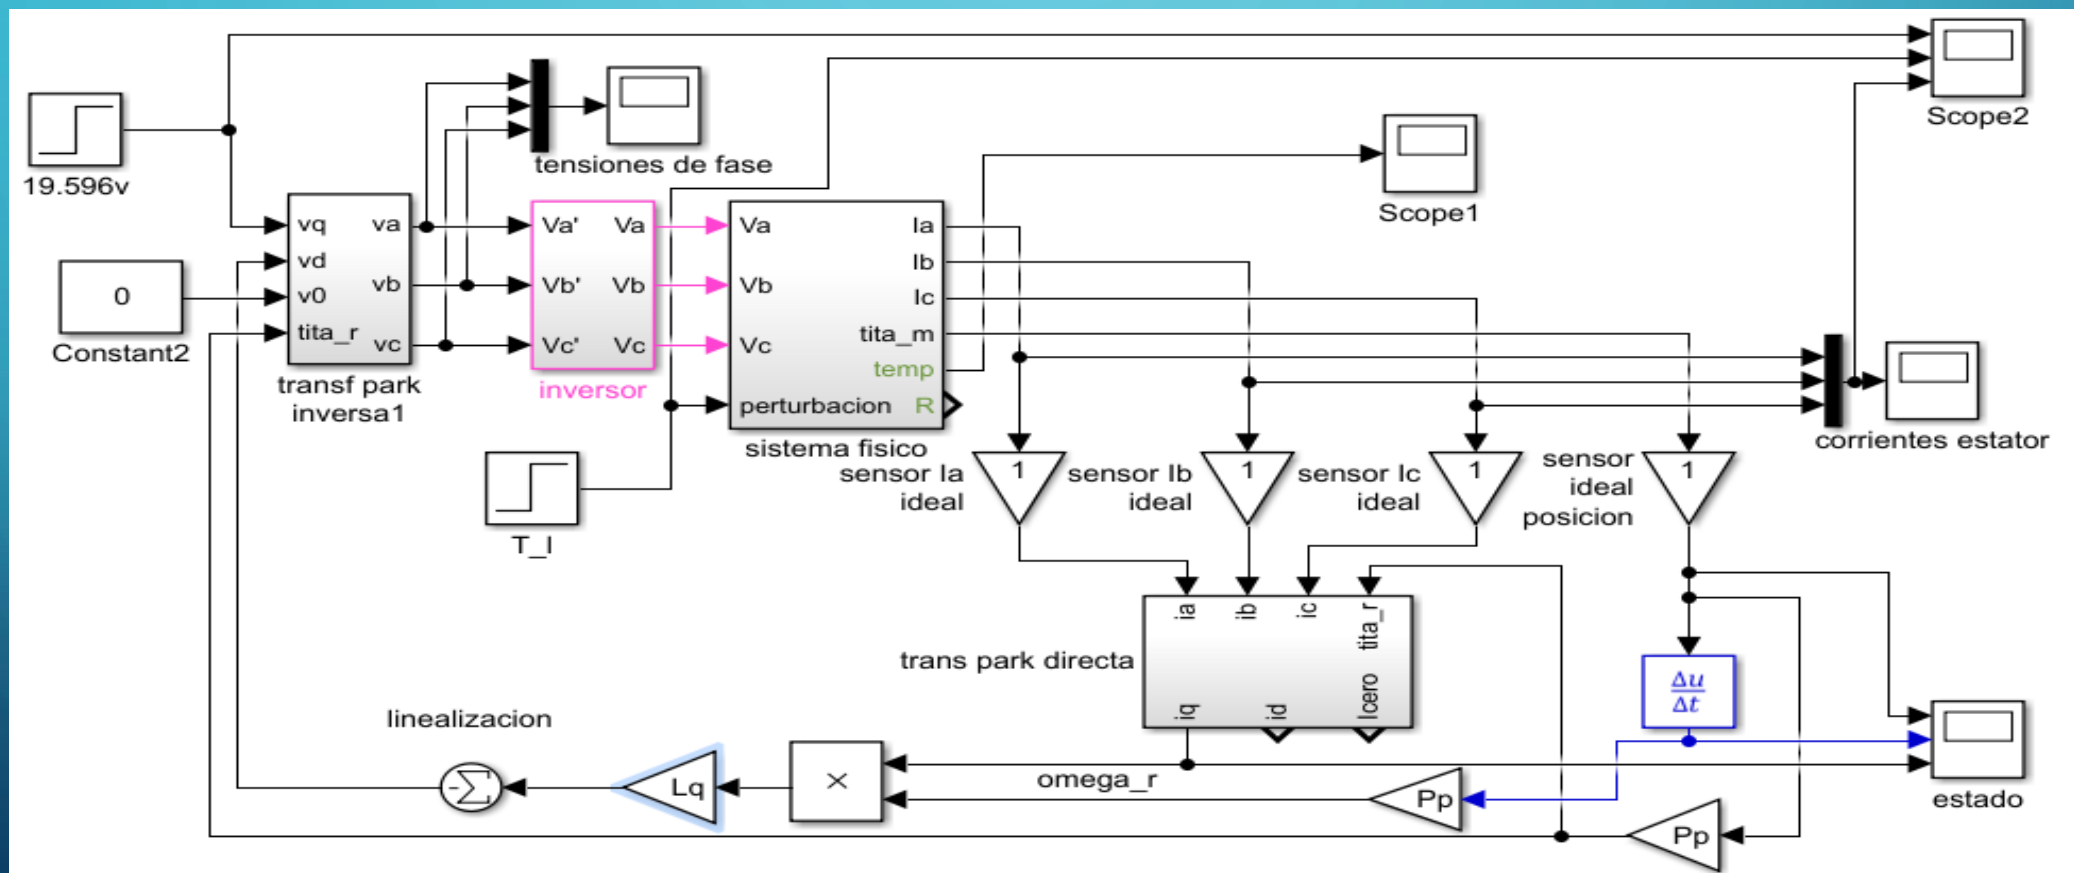 Scope2
19.596v
tensiones de fase
Scope1
vq
vd
v0
tita_r
va
vb
vc
transf park
inversa1
0
Constant2
Va'
Vb'
Vc'
Va
Vb
Vc
inversor
Va
Vb
Vc
perturbacion
Ia
Ib
Ic
tita_m
temp
R
sistema fisico
T_l
corrientes estator
1
sensor Ia
ideal
1
sensor Ib
ideal
1
sensor Ic
ideal
1
sensor
ideal
posicion
ia
ib
ic
tita_r
iq
id
Icero
trans park directa
Δu
Δt
estado
linealizacion
-Σ
Lq
×
omega_r
Pp
Pp